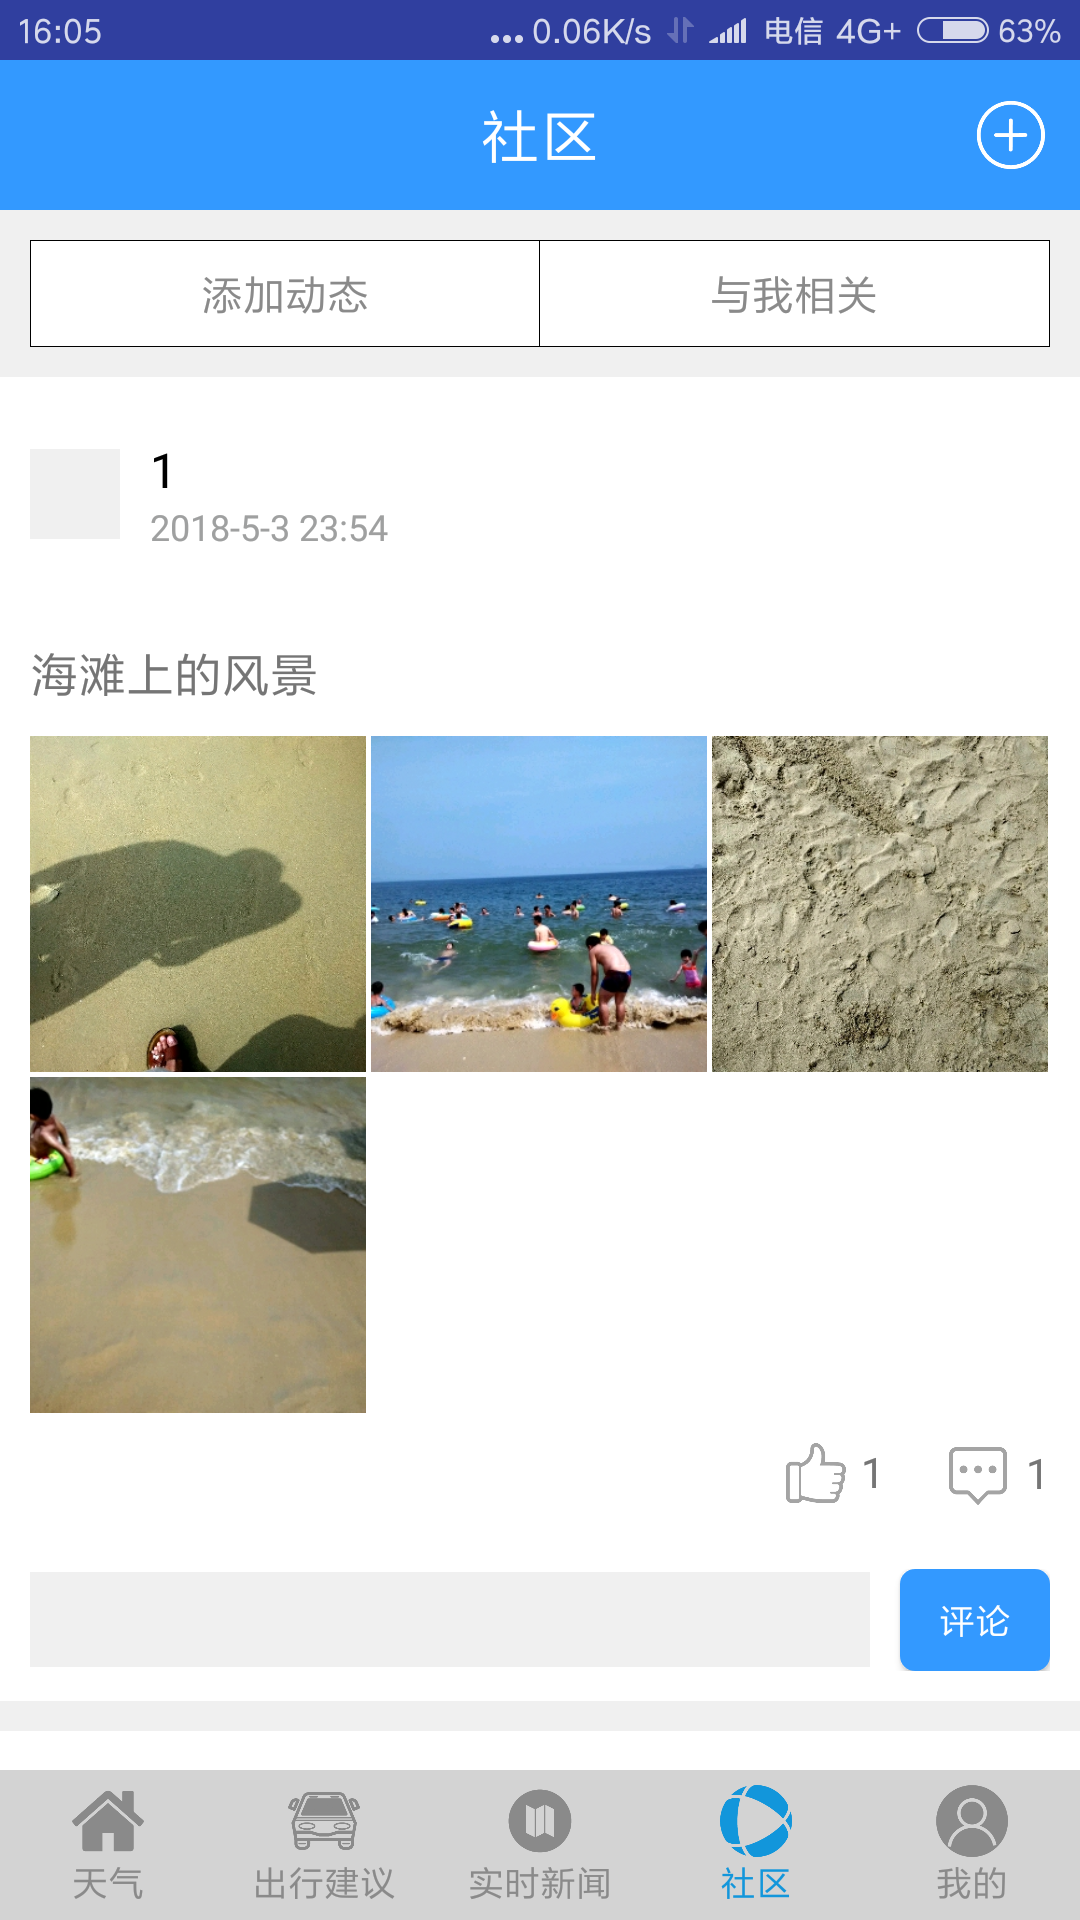 16:05 ... 0.06K/s 电信 4G+ 63%
社区
添加动态 与我相关
1
2018-5-3 23:54
海滩上的风景
1 1
评论
天气 出行建议 实时新闻 社区 我的